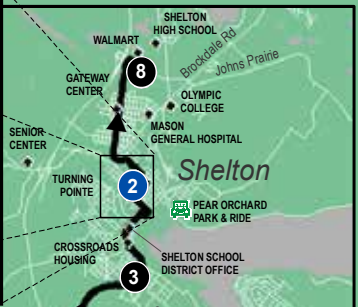 SHELTON
HIGH SCHOOL
WALMART
Brockdale Rd
Johns Prairie
8
GATEWAY
CENTER
OLYMPIC
COLLEGE
MASON
GENERAL HOSPITAL
SENIOR
CENTER
Shelton
TURNING
POINTE
2
PEAR ORCHARD
PARK & RIDE
CROSSROADS
HOUSING
SHELTON SCHOOL
DISTRICT OFFICE
3